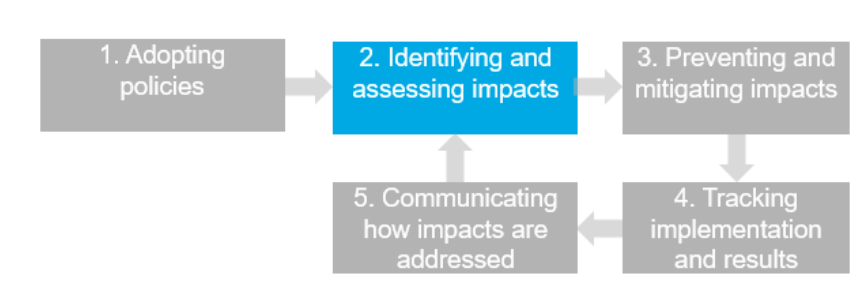 1. Adopting
policies
2. Identifying and
assessing impacts
3. Preventing and
mitigating impacts
4. Tracking
implementation
and results
5. Communicating
how impacts are
addressed